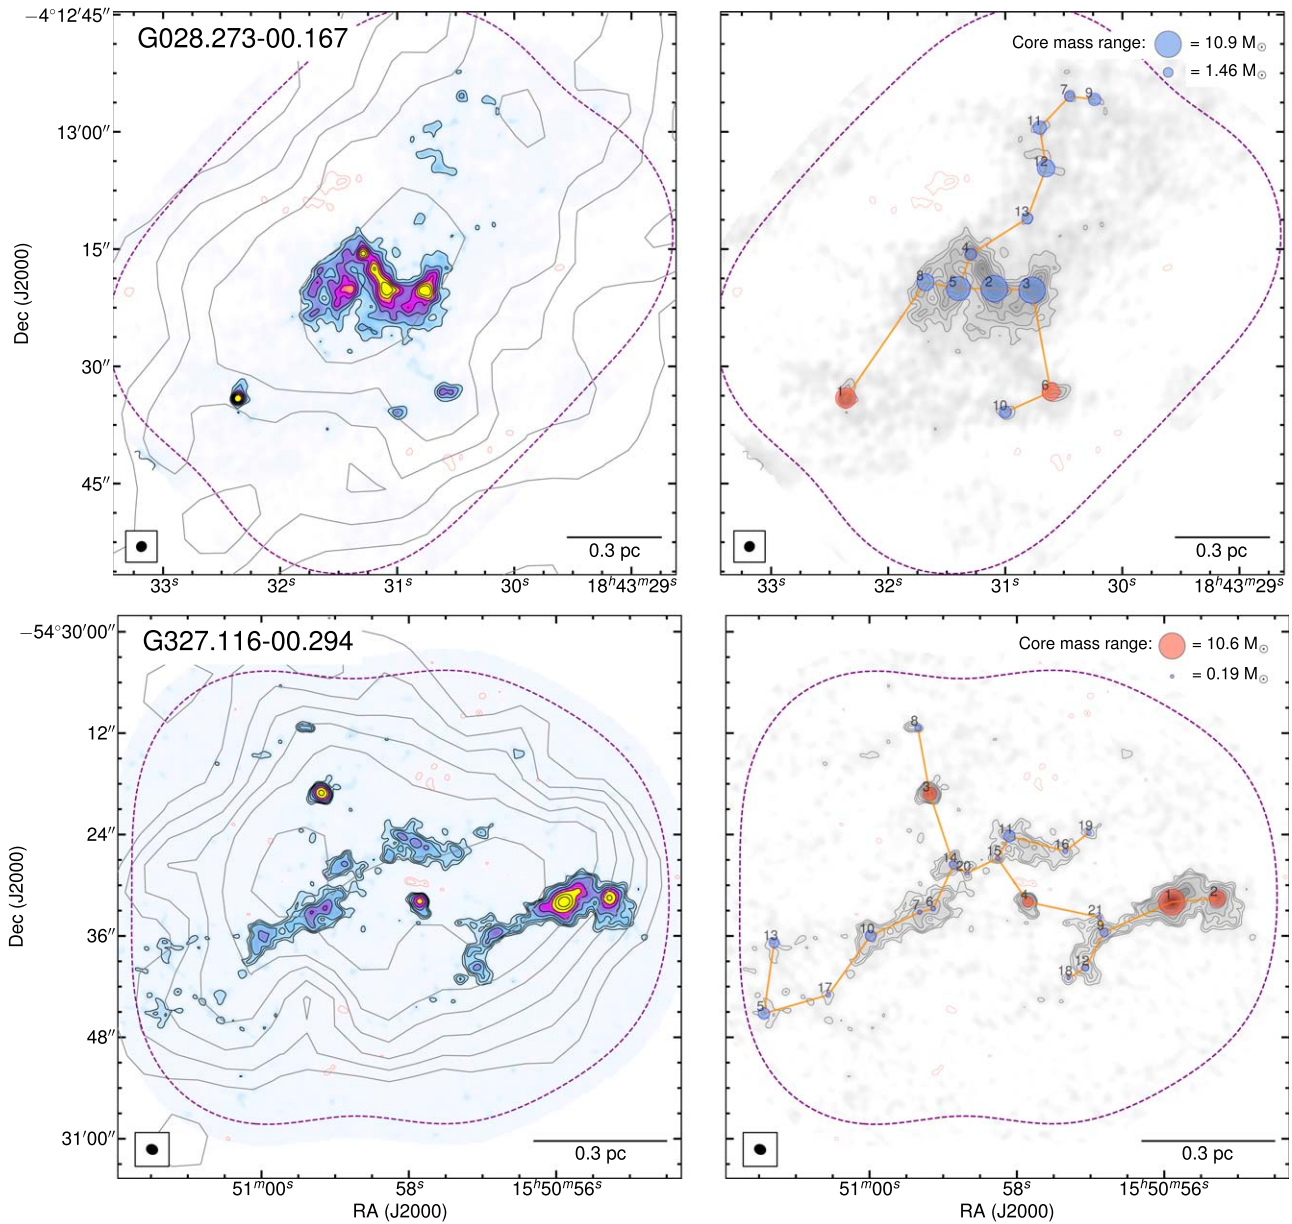 −4°12′45″
G028.273-00.167
13′00″
15″
30″
45″
Dec (J2000)
0.3 pc
33ˢ 32ˢ 31ˢ 30ˢ 18ʰ43ᵐ29ˢ
Core mass range: = 10.9 M☉
= 1.46 M☉
7 9
11
12
13
4
8 5 2 3
1 6
10
0.3 pc
33ˢ 32ˢ 31ˢ 30ˢ 18ʰ43ᵐ29ˢ
−54°30′00″
G327.116-00.294
12″
24″
36″
48″
31′00″
Dec (J2000)
0.3 pc
51ᵐ00ˢ 58ˢ 15ʰ50ᵐ56ˢ
RA (J2000)
Core mass range: = 10.6 M☉
= 0.19 M☉
8
3
11 19
14 20 15 16
7 6 4 21 1 2
13 10 9
17 18 12
5
0.3 pc
51ᵐ00ˢ 58ˢ 15ʰ50ᵐ56ˢ
RA (J2000)